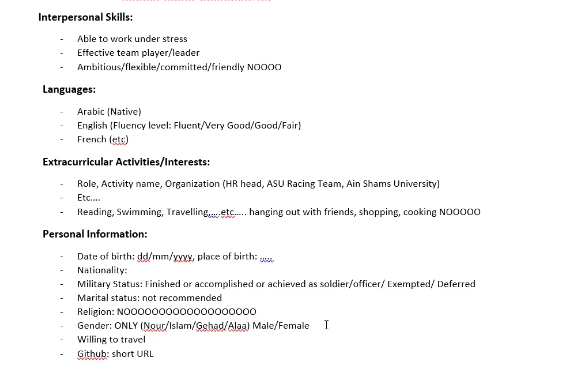 Interpersonal Skills:
- Able to work under stress
- Effective team player/leader
- Ambitious/flexible/committed/friendly NOOOO
Languages:
- Arabic (Native)
- English (Fluency level: Fluent/Very Good/Good/Fair)
- French (etc)
Extracurricular Activities/Interests:
- Role, Activity name, Organization (HR head, ASU Racing Team, Ain Shams University)
- Etc....
- Reading, Swimming, Travelling,....etc..... hanging out with friends, shopping, cooking NOOOOO
Personal Information:
- Date of birth: dd/mm/yyyy, place of birth: .....
- Nationality:
- Military Status: Finished or accomplished or achieved as soldier/officer/ Exempted/ Deferred
- Marital status: not recommended
- Religion: NOOOOOOOOOOOOOOOOOOO
- Gender: ONLY (Nour/Islam/Gehad/Alaa) Male/Female
- Willing to travel
- Github: short URL